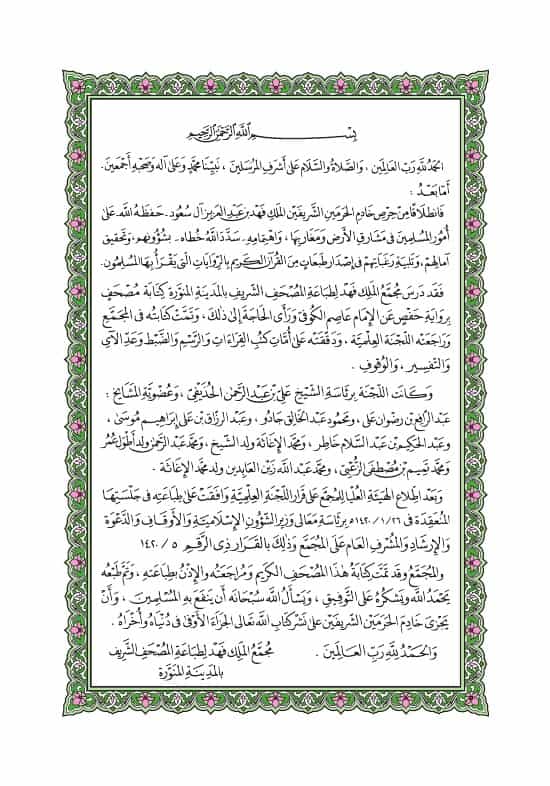 بِسْمِ اللَّهِ الرَّحْمَٰنِ الرَّحِيمِ
الحَمْدُ للَّهِ رَبِّ العَالَمِينَ ، وَالصَّلَاةُ وَالسَّلَامُ عَلَى أَشْرَفِ المُرْسَلِينَ ، نَبِيِّنَا مُحَمَّدٍ وَعَلَى آلِهِ وَصَحْبِهِ أَجْمَعِينَ .
أَمَّا بَعْدُ :
فَانْطِلَاقًا مِنْ حِرْصِ خَادِمِ الحَرَمَيْنِ الشَّرِيفَيْنِ المَلِكِ فَهْدِ بْنِ عَبْدِ العَزِيزِ آل سُعُود ـ حَفِظَهُ اللَّه ـ عَلَى
أُمُورِ المُسْلِمِينَ فِي مَشَارِقِ الأَرْضِ وَمَغَارِبِهَا ، وَاهْتِمَامِهِ ـ سَدَّدَ اللَّهُ خُطَاه ـ بِشُؤُونِهِم ، وَتَحْقِيقِ
آمَالِهِمْ ، وَتَلْبِيَةِ رَغَبَاتِهِمْ فِي إِصْدَارِ طَبَعَاتٍ مِنَ القُرْآنِ الكَرِيمِ بِالرِّوَايَاتِ الَّتِي يَقْرَأُ بِهَا المُسْلِمُون .
فَقَد دَرَسَ مُجَمَّعُ المَلِكِ فَهْدٍ لِطِبَاعَةِ المُصْحَفِ الشَّرِيفِ بِالمَدِينَةِ المُنَوَّرَةِ كِتَابَةَ مُصْحَفٍ
بِرِوَايَةِ حَفْصٍ عَنِ الإِمَامِ عَاصِمٍ الكُوفِي وَرَأَى الحَاجَةَ إِلَى ذَلِكَ ، وَتَمَّتْ كِتَابَتُهُ فِي المُجَمَّعِ
وَرَاجَعَتْهُ اللَّجْنَةُ العِلْمِيَّةُ ، وَدَقَّقَتْهُ عَلَى أُمَّاتِ كُتُبِ القِرَاءَاتِ وَالرَّسْمِ وَالضَّبْطِ وَعَدِّ الآيِ
وَالتَّفْسِيرِ ، وَالوُقُوفِ .
وَكَانَتِ اللَّجْنَةُ بِرِئَاسَةِ الشَّيْخِ عَلِيِّ بْنِ عَبْدِ الرَّحْمَنِ الحُذَيْفِيِّ ، وَعُضْوِيَّةِ المَشَايِخِ :
عَبْدِ الرَّافِعِ بْنِ رِضْوَانَ عَلِي ، وَمَحْمُودِ عَبْدِ الخَالِقِ جَادُو ، وَعَبْدِ الرَّزَّاقِ بْنِ عَلِي إِبْرَاهِيمَ مُوسَى ،
وَعَبْدِ الحَكِيمِ بْنِ عَبْدِ السَّلَامِ خَاطِر ، وَمُحَمَّد الإِغَاثَة وَلَد الشَّيْخ ، وَمُحَمَّد عَبْدِ الرَّحْمَنِ وَلَد أَطْوَل عُمُر
وَمُحَمَّد تَمِيم بْنِ مُصْطَفَى الزُّعْبِي ، وَمُحَمَّد عَبْدِ اللَّه زَيْنِ العَابِدِين وَلَد مُحَمَّد الإِغَاثَة .
وَبَعْدَ اطِّلَاعِ الهَيْئَةِ العُلْيَا لِلْمُجَمَّعِ عَلَى قَرَارِ اللَّجْنَةِ العِلْمِيَّةِ وَافَقَتْ عَلَى طِبَاعَتِهِ فِي جَلْسَتِهَا
المُنْعَقِدَةِ فِي ٢٦ / ١ / ١٤٢٠ه بِرِئَاسَةِ مَعَالِي وَزِيرِ الشُّؤُونِ الإِسْلَامِيَّةِ وَالأَوْقَافِ وَالدَّعْوَةِ
وَالإِرْشَادِ وَالمُشْرِفِ العَام عَلَى المُجَمَّعِ وَذَلِكَ بِالقَرَارِ ذِي الرَّقَمِ ٥ / ١٤٢٠ .
وَالمُجَمَّعُ وَقَد تَمَّتْ كِتَابَةُ هَذَا المُصْحَفِ الكَرِيمِ وَمُرَاجَعَتُهُ وَالإِذْنُ بِطِبَاعَتِهِ ، وَتَمَّ طَبْعُهُ
يَحْمَدُ اللَّهَ وَيَشْكُرُهُ عَلَى التَّوْفِيقِ ، وَيَسْأَلُ اللَّهَ سُبْحَانَهُ أَنْ يَنْفَعَ بِهِ المُسْلِمِينَ ، وَأَنْ
يَجْزِيَ خَادِمَ الحَرَمَيْنِ الشَّرِيفَيْنِ عَلَى نَشْرِ كِتَابِ اللَّهِ تَعَالَى الجَزَاءَ الأَوْفَى فِي دُنْيَاهُ وَأُخْرَاهُ .
وَالحَمْدُ للَّهِ رَبِّ العَالَمِينَ . مُجَمَّعُ المَلِكِ فَهْدٍ لِطِبَاعَةِ المُصْحَفِ الشَّرِيفِ
بِالمَدِينَةِ المُنَوَّرَةِ